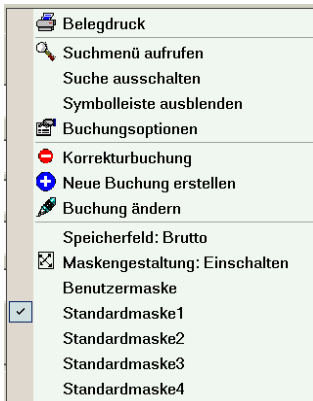 Belegdruck
Suchmenü aufrufen
Suche ausschalten
Symbolleiste ausblenden
Buchungsoptionen
Korrekturbuchung
Neue Buchung erstellen
Buchung ändern
Speicherfeld: Brutto
Maskengestaltung: Einschalten
Benutzermaske
Standardmaske1
Standardmaske2
Standardmaske3
Standardmaske4